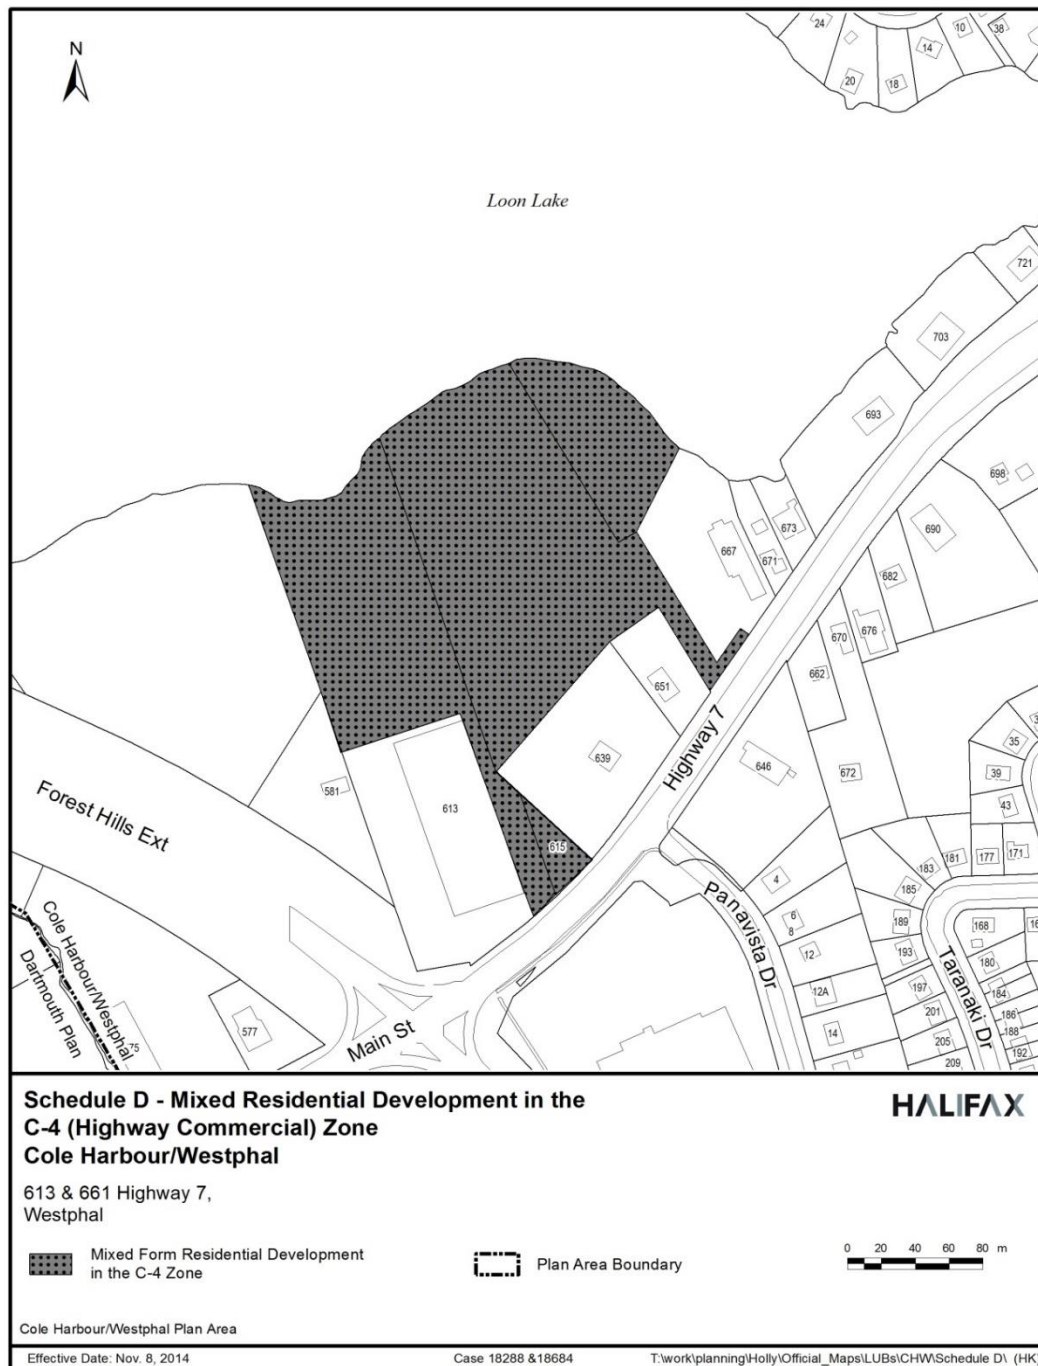 24
10
38
14
20
18
N
Loon Lake
721
703
693
698
690
673
667
671
682
670
676
662
651
639
646
672
35
39
43
Highway 7
581
613
Forest Hills Ext
615
181
177
171
183
185
4
189
168
6
8
193
180
12
197
184
12A
201
186
188
205
14
192
209
Panavista Dr
Taranaki Dr
Cole Harbour/Westphal
Dartmouth Plan
577
75
Main St
Schedule D - Mixed Residential Development in the
C-4 (Highway Commercial) Zone
Cole Harbour/Westphal
HALIFAX
613 & 661 Highway 7,
Westphal
Mixed Form Residential Development
in the C-4 Zone
Plan Area Boundary
0 20 40 60 80 m
Cole Harbour/Westphal Plan Area
Effective Date: Nov. 8, 2014 Case 18288 &18684 T:\work\planning\Holly\Official_Maps\LUBs\CHW\Schedule D\ (HK)